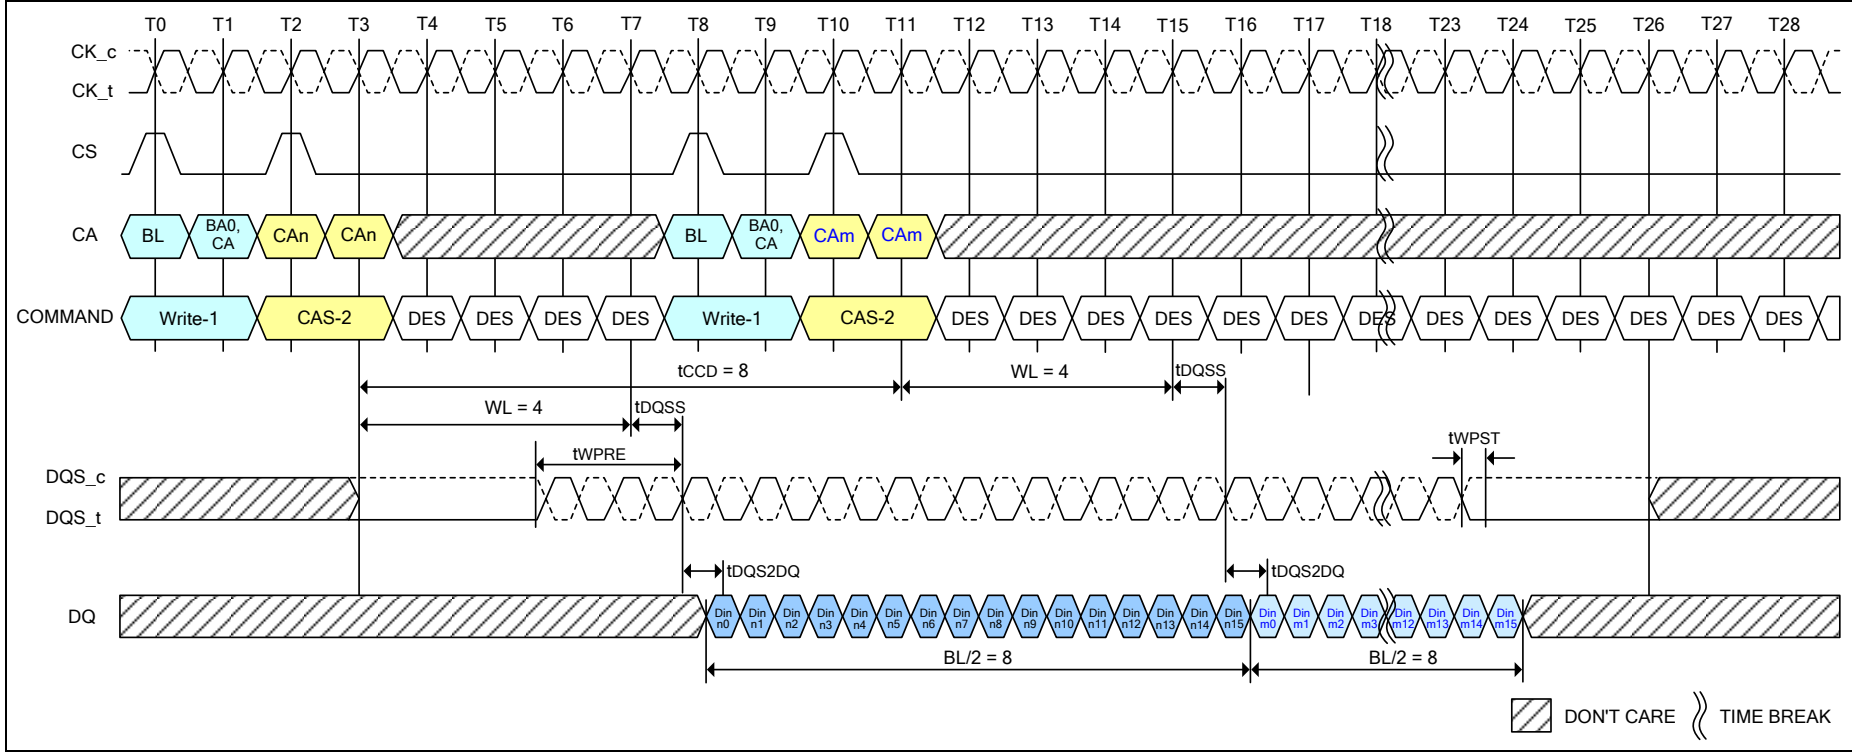 T0 T1 T2 T3 T4 T5 T6 T7 T8 T9 T10 T11 T12 T13 T14 T15 T16 T17 T18 T23 T24 T25 T26 T27 T28
CK_c
CK_t
CS
CA BL BA0, CA CAn CAn BL BA0, CA CAm CAm
COMMAND Write-1 CAS-2 DES DES DES DES Write-1 CAS-2 DES DES DES DES DES DES DES DES DES DES DES DES DES
tCCD = 8 WL = 4 tDQSS
WL = 4 tDQSS
tWPRE tWPST
DQS_c
DQS_t
tDQS2DQ tDQS2DQ
DQ Din n0 Din n1 Din n2 Din n3 Din n4 Din n5 Din n6 Din n7 Din n8 Din n9 Din n10 Din n11 Din n12 Din n13 Din n14 Din n15 Din m0 Din m1 Din m2 Din m3 Din m12 Din m13 Din m14 Din m15
BL/2 = 8 BL/2 = 8
DON'T CARE TIME BREAK